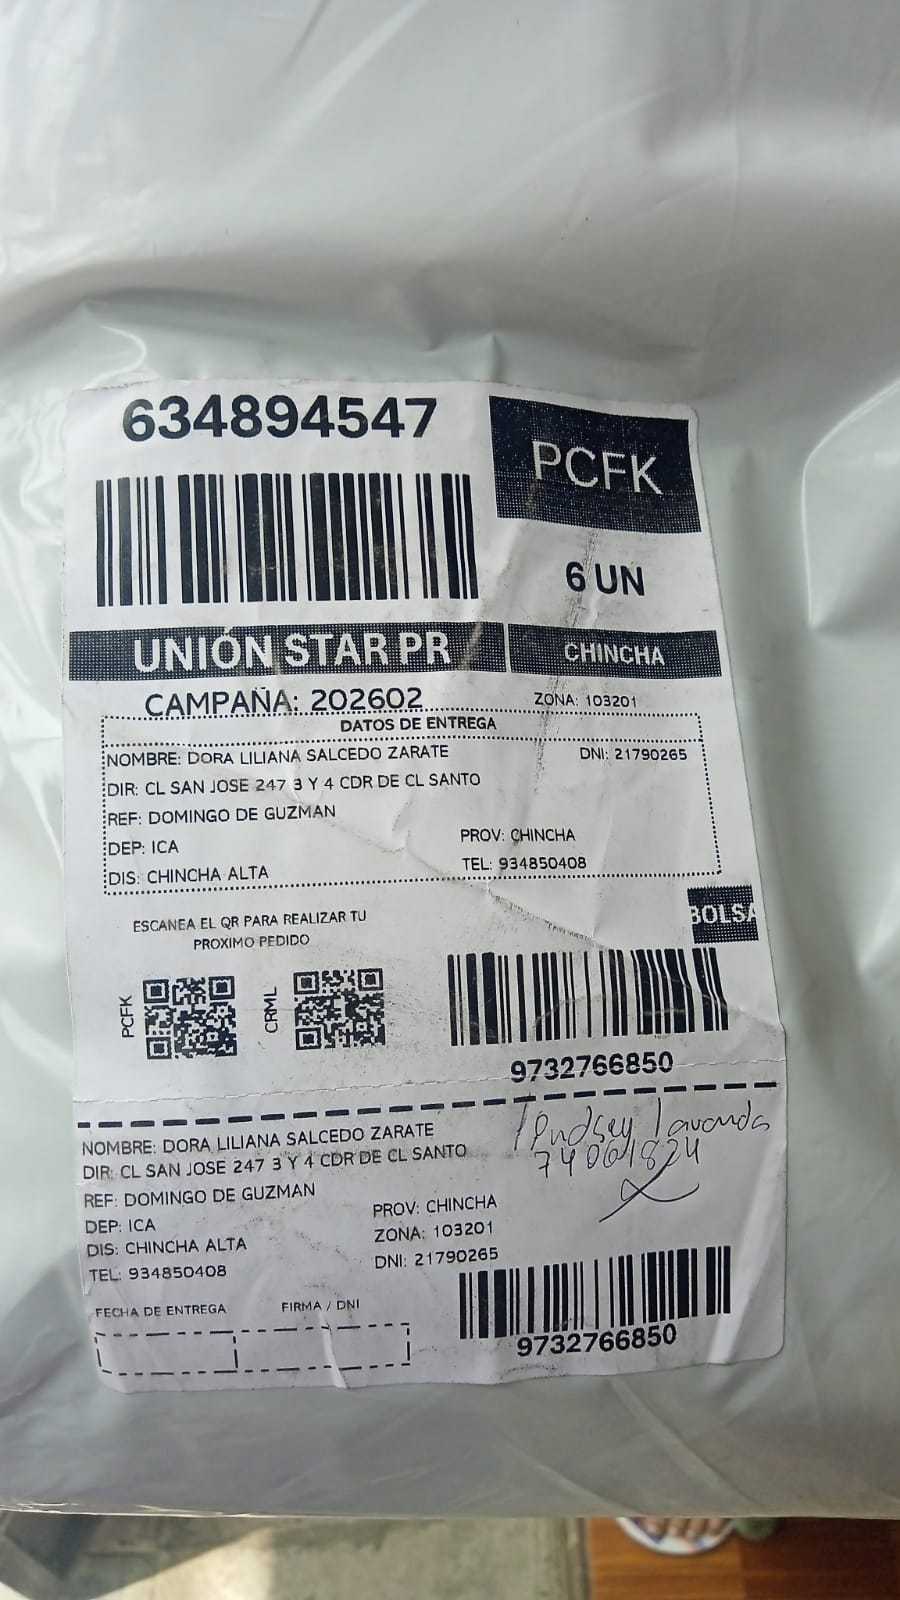 634894547
PCFK
6 UN
UNIÓN STAR PR
CHINCHA
CAMPAÑA: 202602
ZONA: 103201
DATOS DE ENTREGA
NOMBRE: DORA LILIANA SALCEDO ZARATE
DNI: 21790265
DIR: CL SAN JOSE 247 3 Y 4 CDR DE CL SANTO
REF: DOMINGO DE GUZMAN
DEP: ICA
PROV: CHINCHA
DIS: CHINCHA ALTA
TEL: 934850408
BOLSA
ESCANEA EL QR PARA REALIZAR TU
PROXIMO PEDIDO
PCFK
CRML
9732766850
NOMBRE: DORA LILIANA SALCEDO ZARATE
DIR: CL SAN JOSE 247 3 Y 4 CDR DE CL SANTO
REF: DOMINGO DE GUZMAN
DEP: ICA
PROV: CHINCHA
DIS: CHINCHA ALTA
ZONA: 103201
TEL: 934850408
DNI: 21790265
FECHA DE ENTREGA
FIRMA / DNI
9732766850